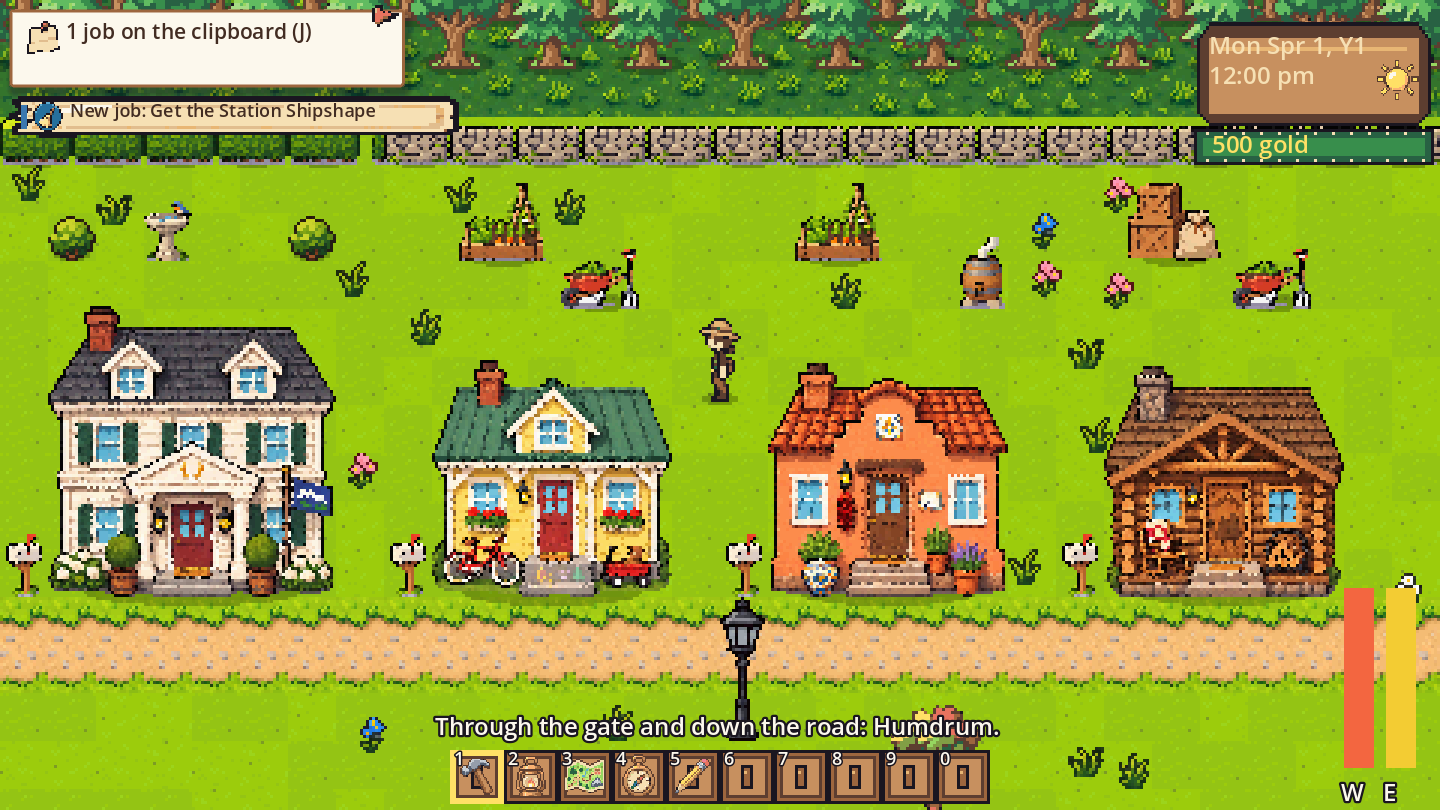 1 job on the clipboard (J)
New job: Get the Station Shipshape
Mon Spr 1, Y1
12:00 pm
500 gold
Through the gate and down the road: Humdrum.
1 2 3 4 5 6 7 8 9 0
W E